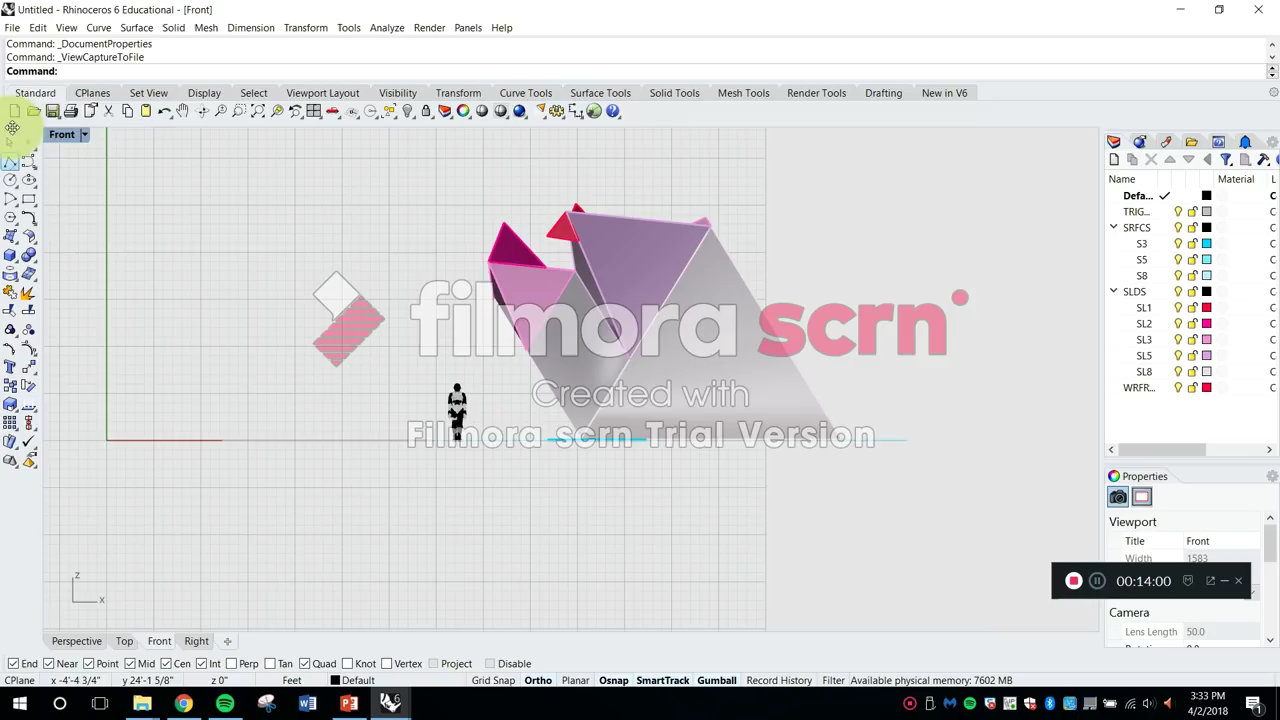 Untitled - Rhinoceros 6 Educational - [Front]
File Edit View Curve Surface Solid Mesh Dimension Transform Tools Analyze Render Panels Help
Command: _DocumentProperties
Command: _ViewCaptureToFile
Command:
Standard CPlanes Set View Display Select Viewport Layout Visibility Transform Curve Tools Surface Tools Solid Tools Mesh Tools Render Tools Drafting New in V6
Front
Name Material L
Defa... C
TRIG... C
SRFCS C
S3 C
S5 C
S8 C
SLDS C
SL1 C
SL2 C
SL3 C
SL5 C
SL8 C
WRFR... C
filmora scrn
Created with
Filmora scrn Trial Version
Properties
Viewport
Title Front
Width 1583
00:14:00
Camera
Lens Length 50.0
z
x
Perspective Top Front Right
End Near Point Mid Cen Int Perp Tan Quad Knot Vertex Project Disable
CPlane x -4'-4 3/4" y 24'-1 5/8" z 0" Feet Default Grid Snap Ortho Planar Osnap SmartTrack Gumball Record History Filter Available physical memory: 7602 MB
3:33 PM
4/2/2018